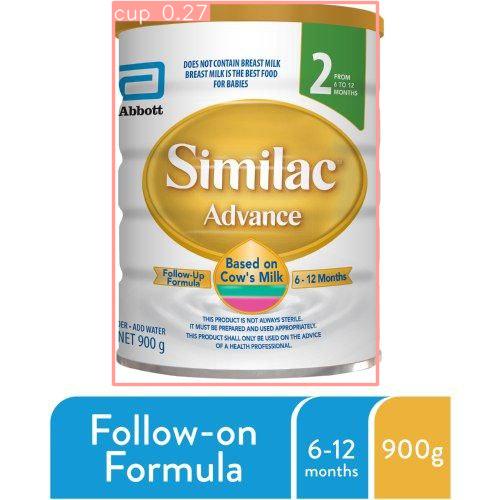 cup 0.27
DOES NOT CONTAIN BREAST MILK
BREAST MILK IS THE BEST FOOD
FOR BABIES
2
FROM
6 TO 12
MONTHS
Abbott
Similac
Advance
Based on
Cow's Milk
Follow-Up
Formula
6 - 12 Months
THIS PRODUCT IS NOT ALWAYS STERILE.
IT MUST BE PREPARED AND USED APPROPRIATELY.
THIS PRODUCT SHALL ONLY BE USED ON THE ADVICE
OF A HEALTH PROFESSIONAL.
- ADD WATER
NET 900 g
Follow-on
Formula
6-12
months
900g